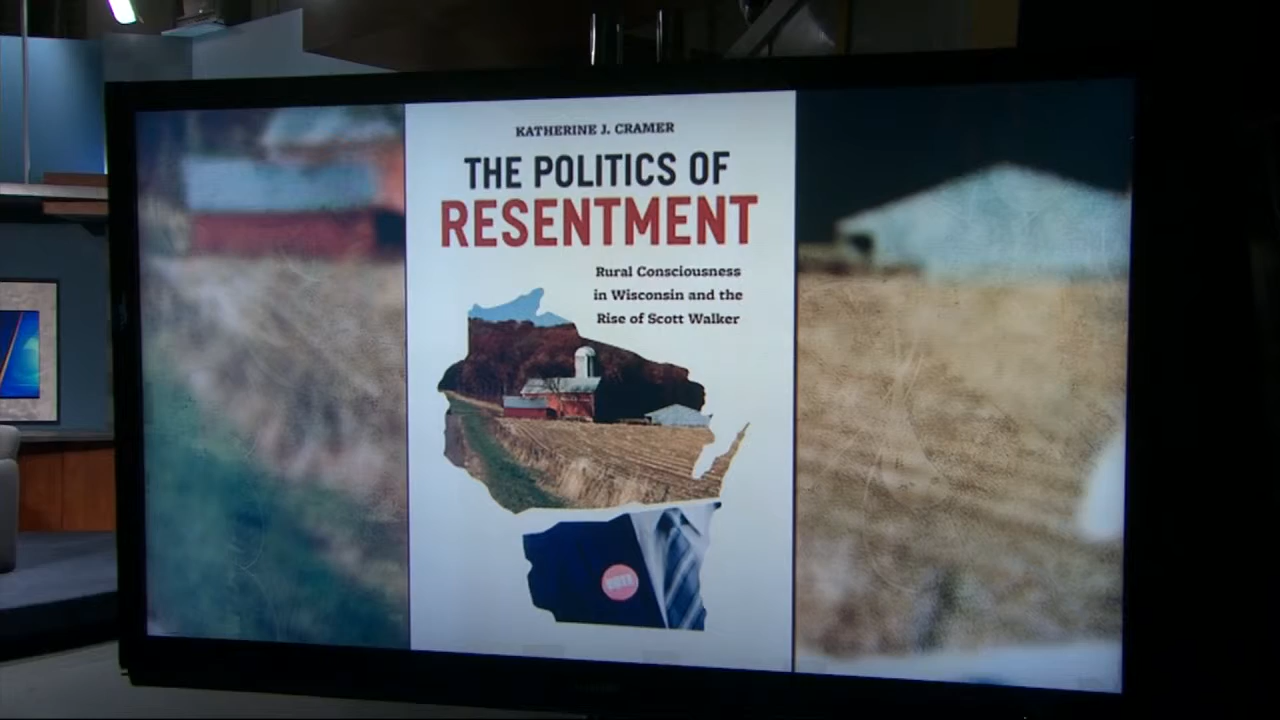 KATHERINE J. CRAMER
THE POLITICS OF
RESENTMENT
Rural Consciousness
in Wisconsin and the
Rise of Scott Walker
VOTE